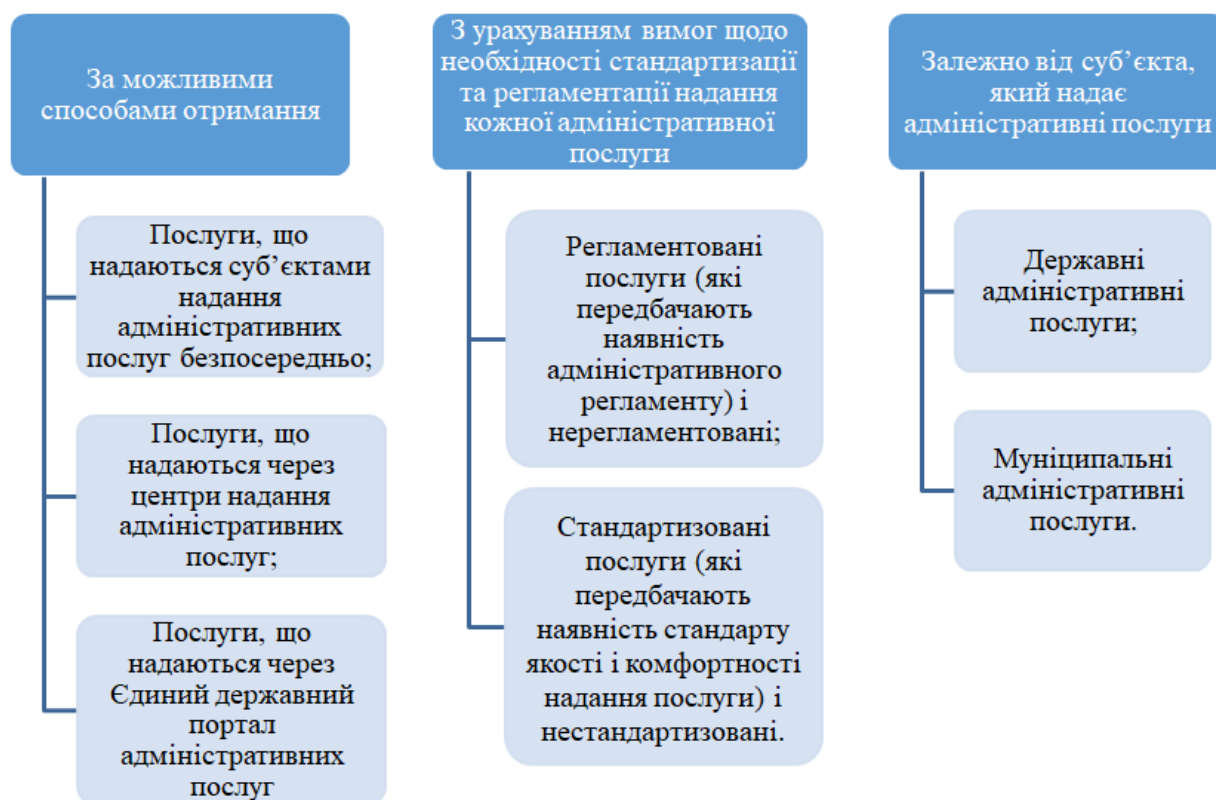 За можливими
способами отримання
Послуги, що
надаються суб’єктами
надання
адміністративних
послуг безпосередньо;
Послуги, що
надаються через
центри надання
адміністративних
послуг;
Послуги, що
надаються через
Єдиний державний
портал
адміністративних
послуг
З урахуванням вимог щодо
необхідності стандартизації
та регламентації надання
кожної адміністративної
послуги
Регламентовані
послуги (які
передбачають
наявність
адміністративного
регламенту) і
нерегламентовані;
Стандартизовані
послуги (які
передбачають
наявність стандарту
якості і комфортності
надання послуги) і
нестандартизовані.
Залежно від суб’єкта,
який надає
адміністративні послуги
Державні
адміністративні
послуги;
Муніципальні
адміністративні
послуги.